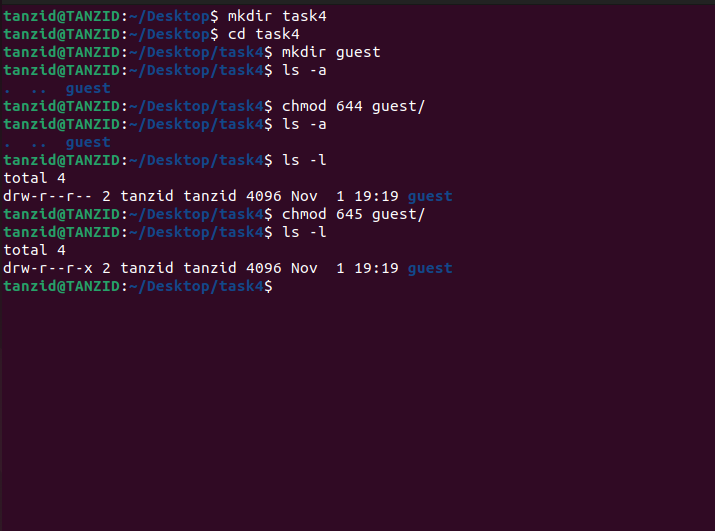 tanzid@TANZID:~/Desktop$ mkdir task4
tanzid@TANZID:~/Desktop$ cd task4
tanzid@TANZID:~/Desktop/task4$ mkdir guest
tanzid@TANZID:~/Desktop/task4$ ls -a
.  ..  guest
tanzid@TANZID:~/Desktop/task4$ chmod 644 guest/
tanzid@TANZID:~/Desktop/task4$ ls -a
.  ..  guest
tanzid@TANZID:~/Desktop/task4$ ls -l
total 4
drw-r--r-- 2 tanzid tanzid 4096 Nov  1 19:19 guest
tanzid@TANZID:~/Desktop/task4$ chmod 645 guest/
tanzid@TANZID:~/Desktop/task4$ ls -l
total 4
drw-r--r-x 2 tanzid tanzid 4096 Nov  1 19:19 guest
tanzid@TANZID:~/Desktop/task4$